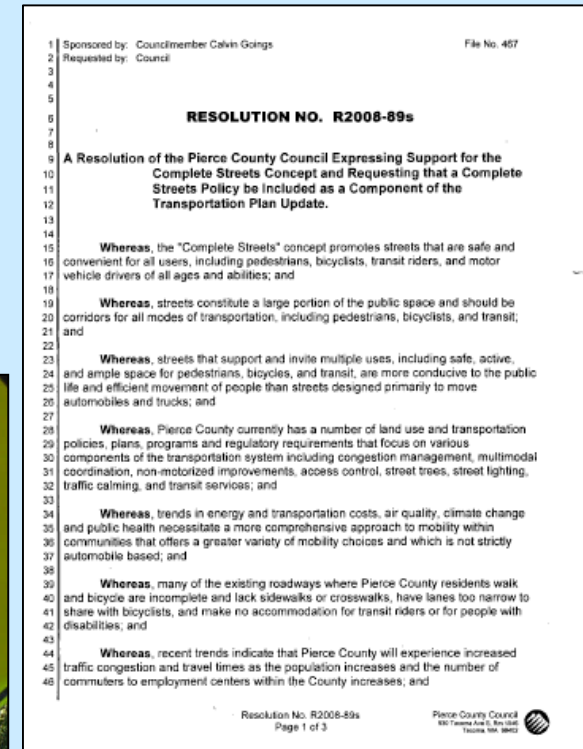 1 Sponsored by: Councilmember Calvin Goings File No. 467
2 Requested by: Council
3
4
5
6 RESOLUTION NO. R2008-89s
7
8
9 A Resolution of the Pierce County Council Expressing Support for the
10 Complete Streets Concept and Requesting that a Complete
11 Streets Policy be Included as a Component of the
12 Transportation Plan Update.
13
14
15 Whereas, the "Complete Streets" concept promotes streets that are safe and
16 convenient for all users, including pedestrians, bicyclists, transit riders, and motor
17 vehicle drivers of all ages and abilities; and
18
19 Whereas, streets constitute a large portion of the public space and should be
20 corridors for all modes of transportation, including pedestrians, bicyclists, and transit;
21 and
22
23 Whereas, streets that support and invite multiple uses, including safe, active,
24 and ample space for pedestrians, bicycles, and transit, are more conducive to the public
25 life and efficient movement of people than streets designed primarily to move
26 automobiles and trucks; and
27
28 Whereas, Pierce County currently has a number of land use and transportation
29 policies, plans, programs and regulatory requirements that focus on various
30 components of the transportation system including congestion management, multimodal
31 coordination, non-motorized improvements, access control, street trees, street lighting,
32 traffic calming, and transit services; and
33
34 Whereas, trends in energy and transportation costs, air quality, climate change
35 and public health necessitate a more comprehensive approach to mobility within
36 communities that offers a greater variety of mobility choices and which is not strictly
37 automobile based; and
38
39 Whereas, many of the existing roadways where Pierce County residents walk
40 and bicycle are incomplete and lack sidewalks or crosswalks, have lanes too narrow to
41 share with bicyclists, and make no accommodation for transit riders or for people with
42 disabilities; and
43
44 Whereas, recent trends indicate that Pierce County will experience increased
45 traffic congestion and travel times as the population increases and the number of
46 commuters to employment centers within the County increases; and
Resolution No. R2008-89s
Page 1 of 3
Pierce County Council
930 Tacoma Ave S, Rm 1046
Tacoma, WA 98402